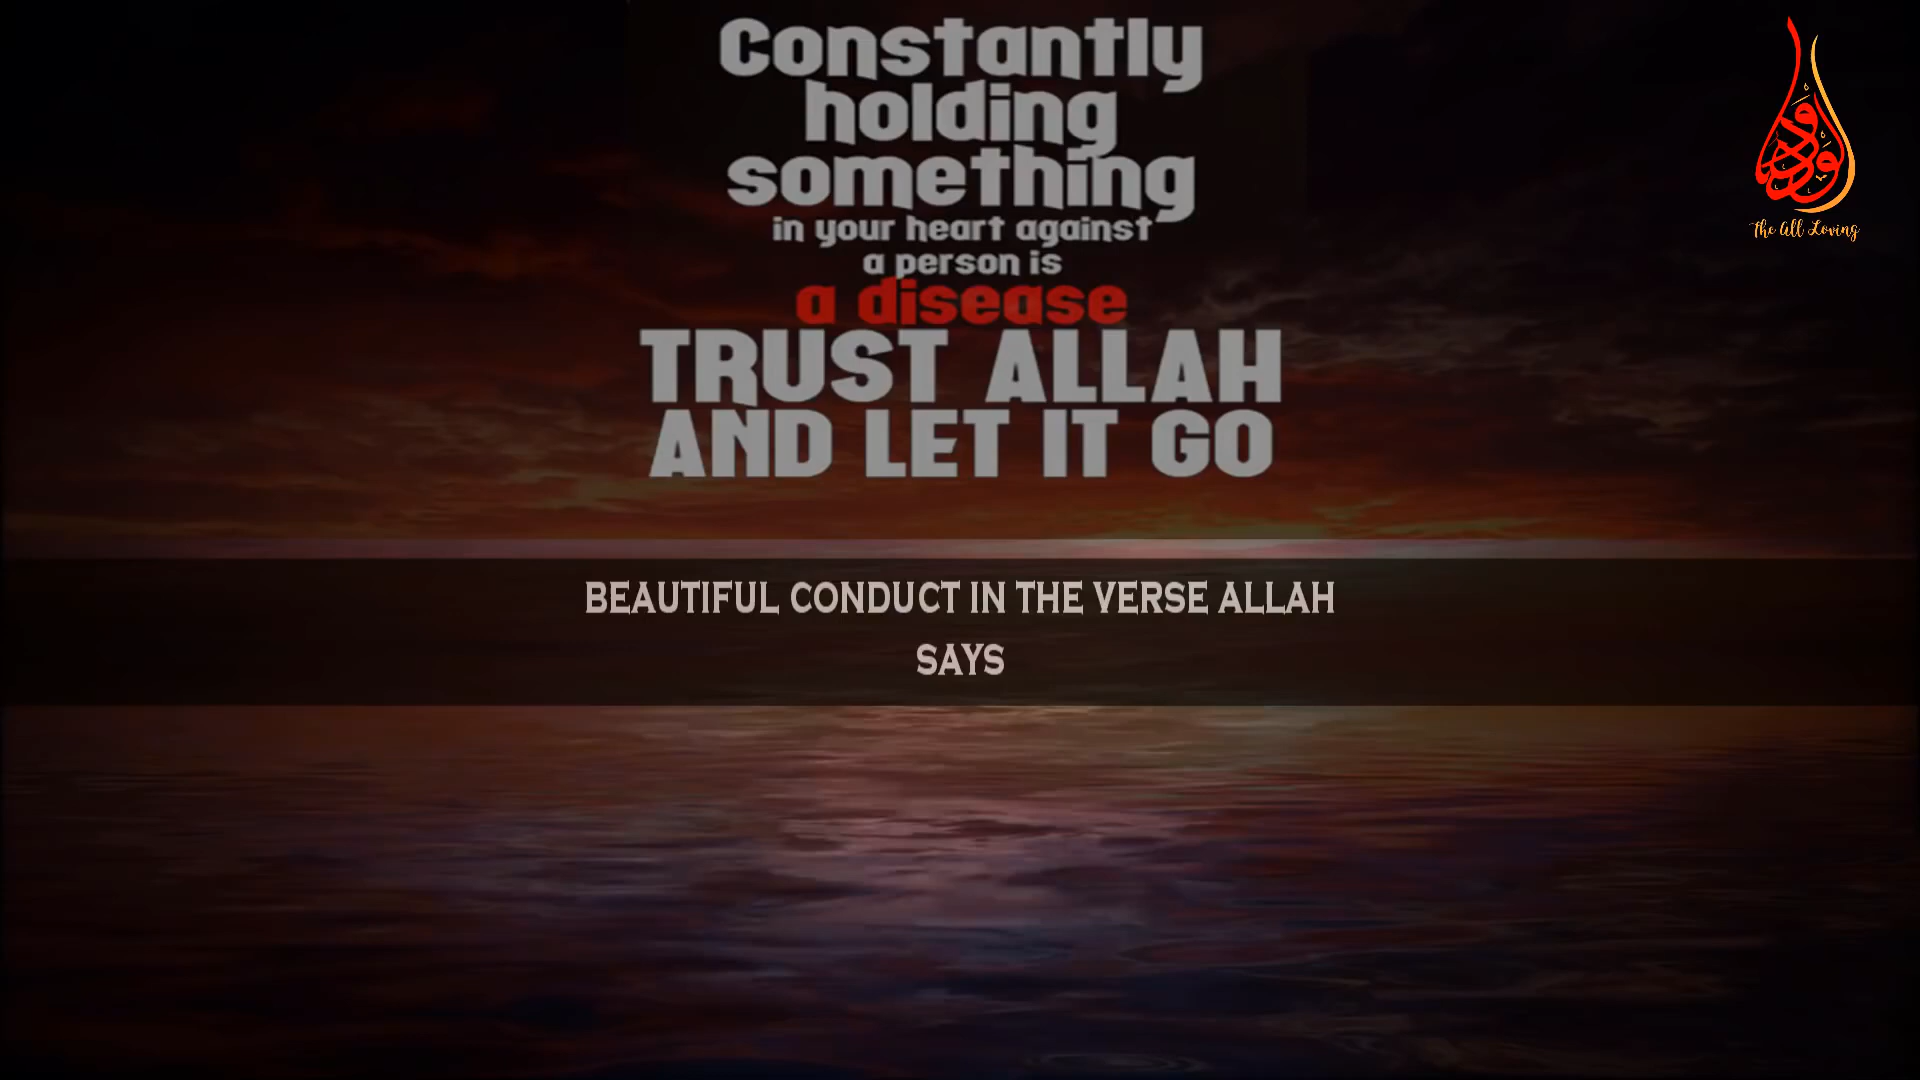 Constantly
holding
something
in your heart against
a person is
a disease
TRUST ALLAH
AND LET IT GO
BEAUTIFUL CONDUCT IN THE VERSE ALLAH
SAYS
الودود
The All Loving